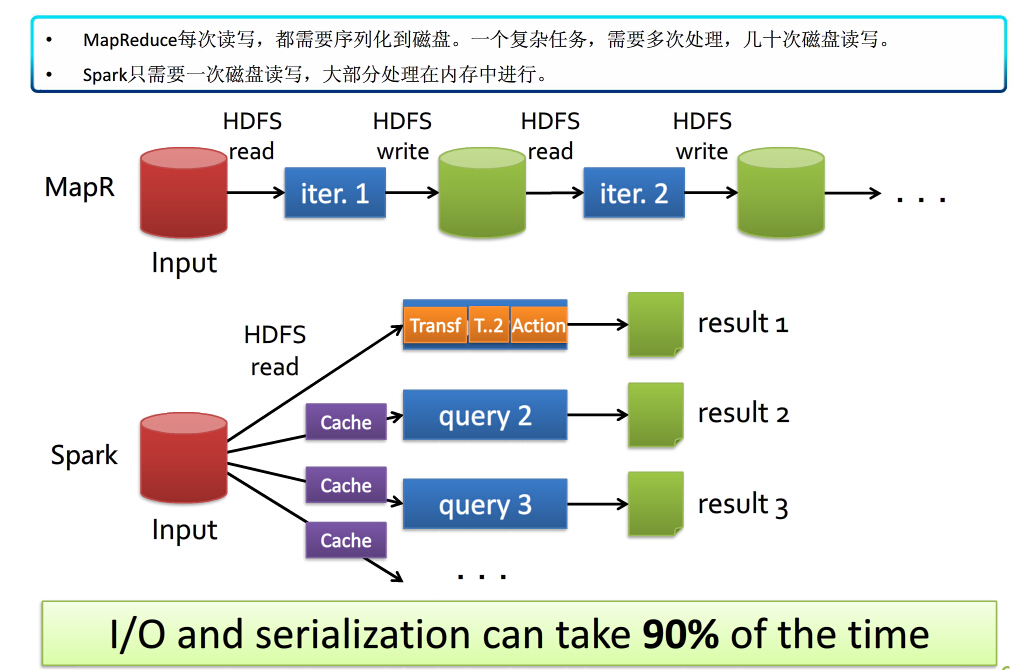 • MapReduce每次读写，都需要序列化到磁盘。一个复杂任务，需要多次处理，几十次磁盘读写。
• Spark只需要一次磁盘读写，大部分处理在内存中进行。
HDFS read
HDFS write
HDFS read
HDFS write
MapR
iter. 1
iter. 2
. . .
Input
HDFS read
Transf
T..2
Action
result 1
Cache
query 2
result 2
Spark
Cache
query 3
result 3
Input
Cache
. . .
I/O and serialization can take 90% of the time